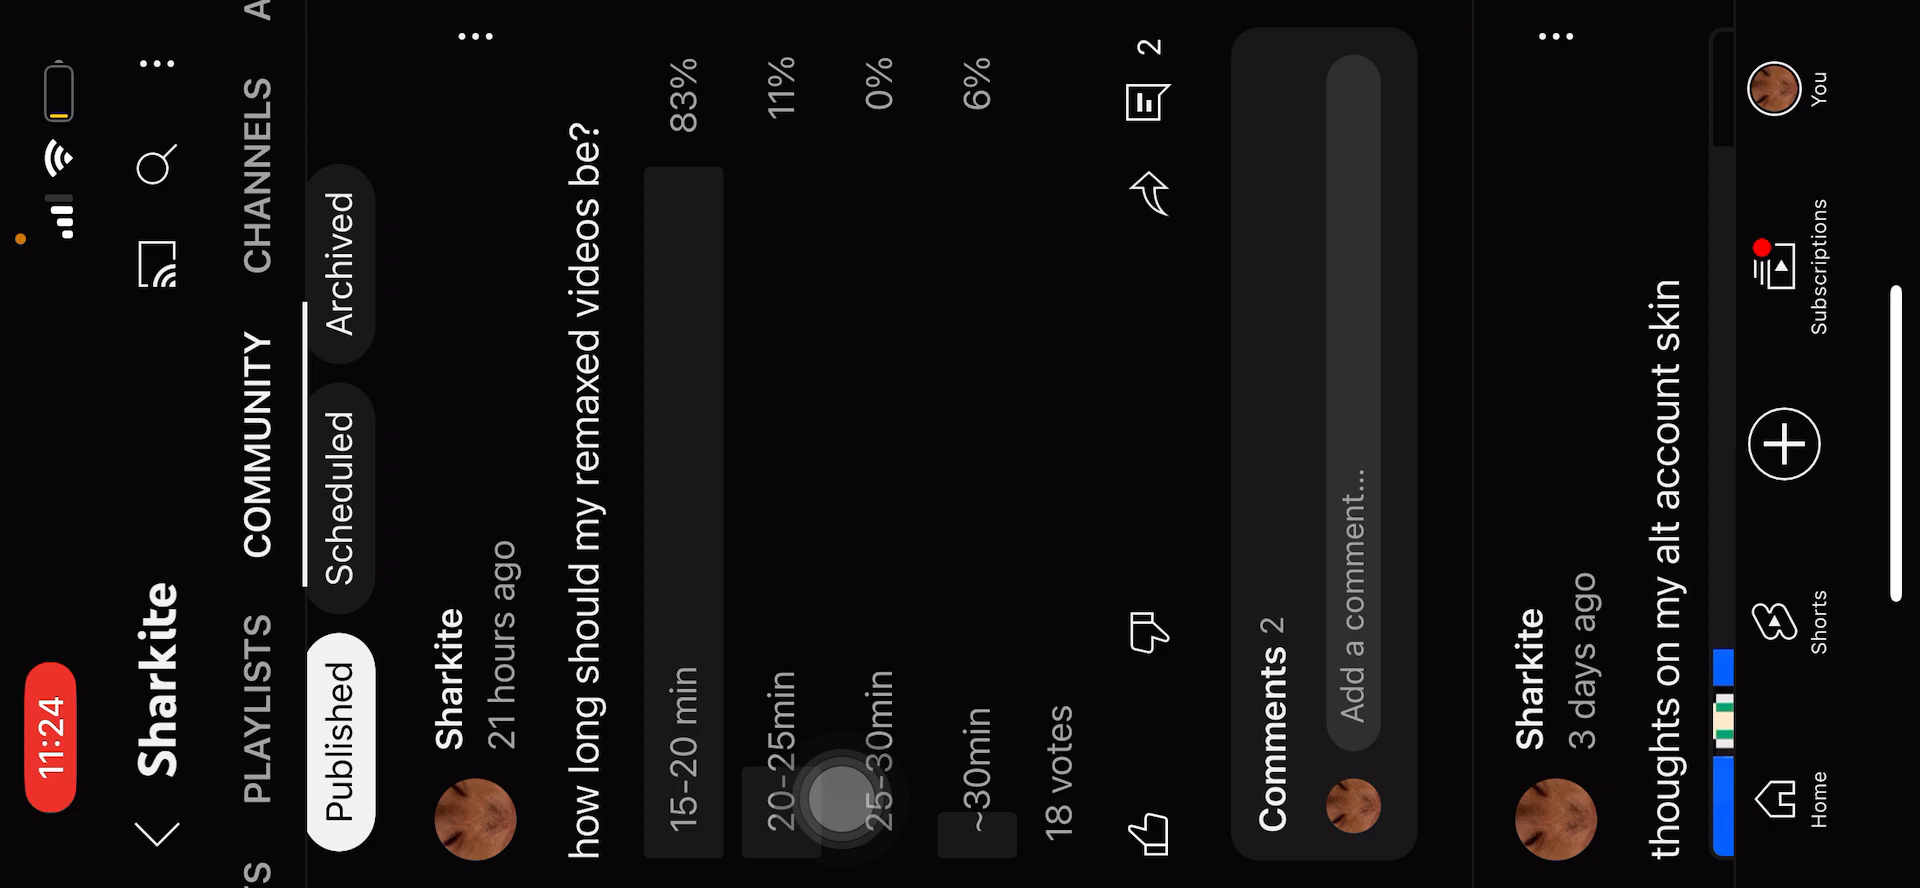 11:24
Sharkite
TS
PLAYLISTS
COMMUNITY
CHANNELS
A
Published
Scheduled
Archived
Sharkite
21 hours ago
how long should my remaxed videos be?
15-20 min
83%
20-25min
11%
25-30min
0%
~30min
6%
18 votes
2
Comments 2
Add a comment...
Sharkite
3 days ago
thoughts on my alt account skin
Home
Shorts
Subscriptions
You